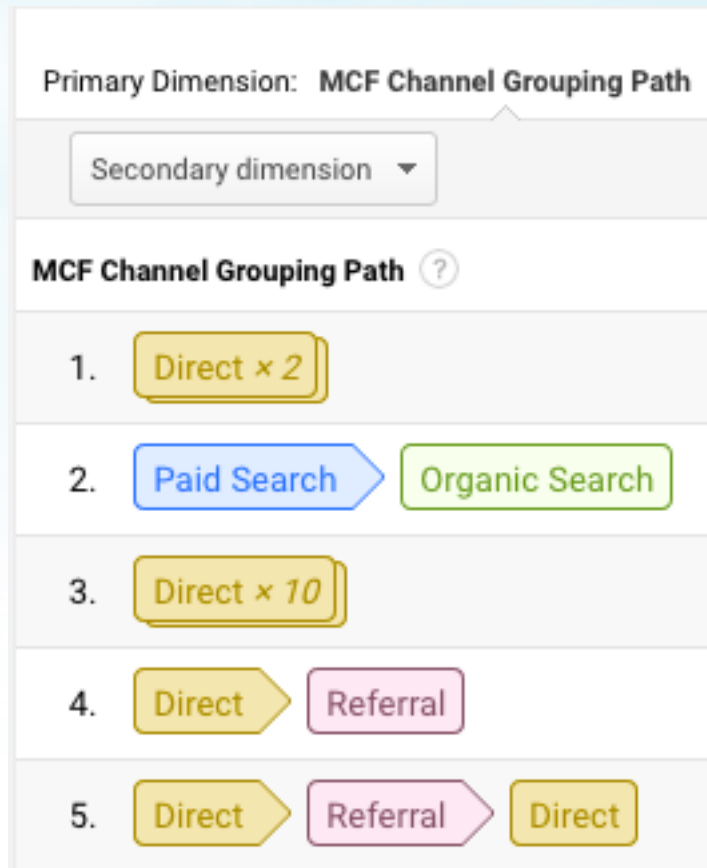 Primary Dimension: MCF Channel Grouping Path
Secondary dimension
MCF Channel Grouping Path ?
1. Direct × 2
2. Paid Search Organic Search
3. Direct × 10
4. Direct Referral
5. Direct Referral Direct